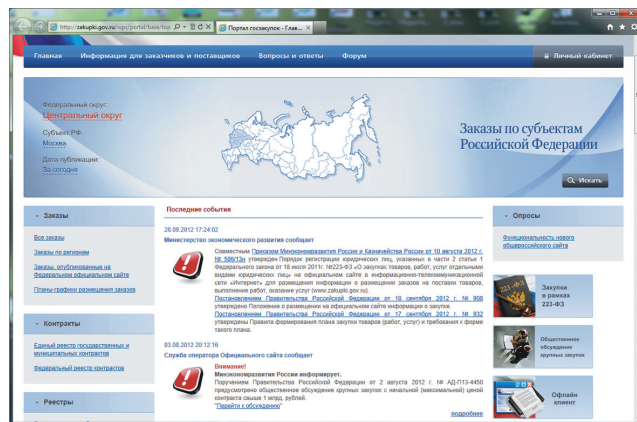 http://zakupki.gov.ru/wps/portal/base/top
Портал госзакупок - Глав...
Главная Информация для заказчиков и поставщиков Вопросы и ответы Форум Личный кабинет
Федеральный округ:
Центральный округ
Субъект РФ:
Москва
Дата публикации:
За сегодня
Заказы по субъектам
Российской Федерации
Искать
Заказы
Все заказы
Заказы по регионам
Заказы, опубликованные на
Федеральном официальном сайте
Планы-графики размещения заказов
Контракты
Единый реестр государственных и
муниципальных контрактов
Федеральный реестр контрактов
Реестры
Последние события
28.09.2012 17:24:02
Министерство экономического развития сообщает
Совместным Приказом Минэкономразвития России и Казначейства России от 10 августа 2012 г.
№ 506/13н утвержден Порядок регистрации юридических лиц, указанных в части 2 статьи 1
Федерального закона от 18 июля 2011г. №223-ФЗ «О закупках товаров, работ, услуг отдельными
видами юридических лиц» на официальном сайте в информационно-телекоммуникационной
сети «Интернет» для размещения информации о размещении заказов на поставки товаров,
выполнение работ, оказание услуг (www.zakupki.gov.ru).
Постановлением Правительства Российской Федерации от 10 сентября 2012 г. № 908
утверждено Положение о размещении на официальном сайте информации о закупке.
Постановлением Правительства Российской Федерации от 17 сентября 2012 г. № 932
утверждены Правила формирования плана закупки товаров (работ, услуг) и требования к форме
такого плана.
03.08.2012 20:12:16
Служба оператора Официального сайта сообщает
Внимание!
Минэкономразвития России информирует.
Поручением Правительства Российской Федерации от 2 августа 2012 г. № АД-П13-4450
предусмотрено общественное обсуждение крупных закупок с начальной (максимальной) ценой
контракта свыше 1 млрд. рублей.
"Перейти к обсуждению"
подробнее
Опросы
Функциональность нового
общероссийского сайта
223-ФЗ
Закупки
в рамках
223-ФЗ
Общественное
обсуждение
крупных закупок
Офлайн
клиент